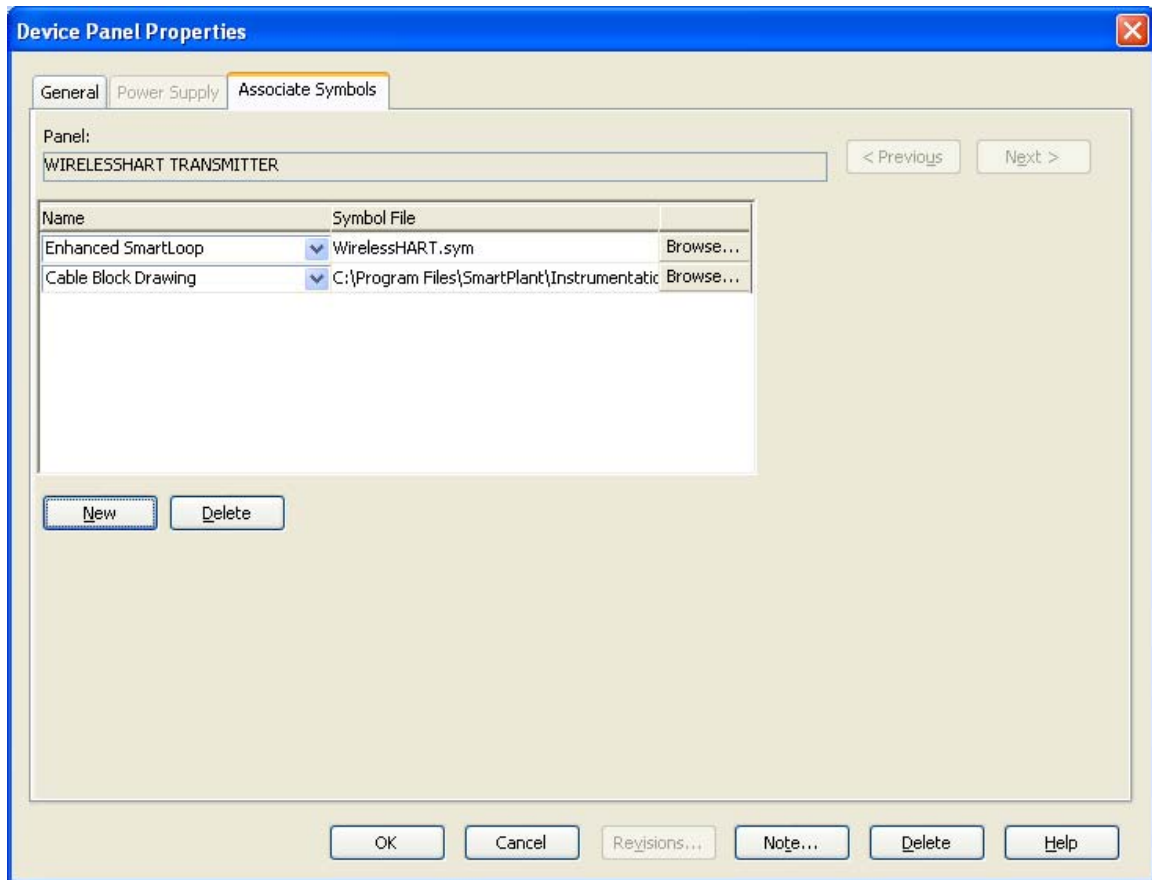 Device Panel Properties
General Power Supply Associate Symbols
Panel:
WIRELESSHART TRANSMITTER
< Previous Next >
Name Symbol File
Enhanced SmartLoop WirelessHART.sym Browse...
Cable Block Drawing C:\Program Files\SmartPlant\Instrumentatic Browse...
New Delete
OK Cancel Revisions... Note... Delete Help